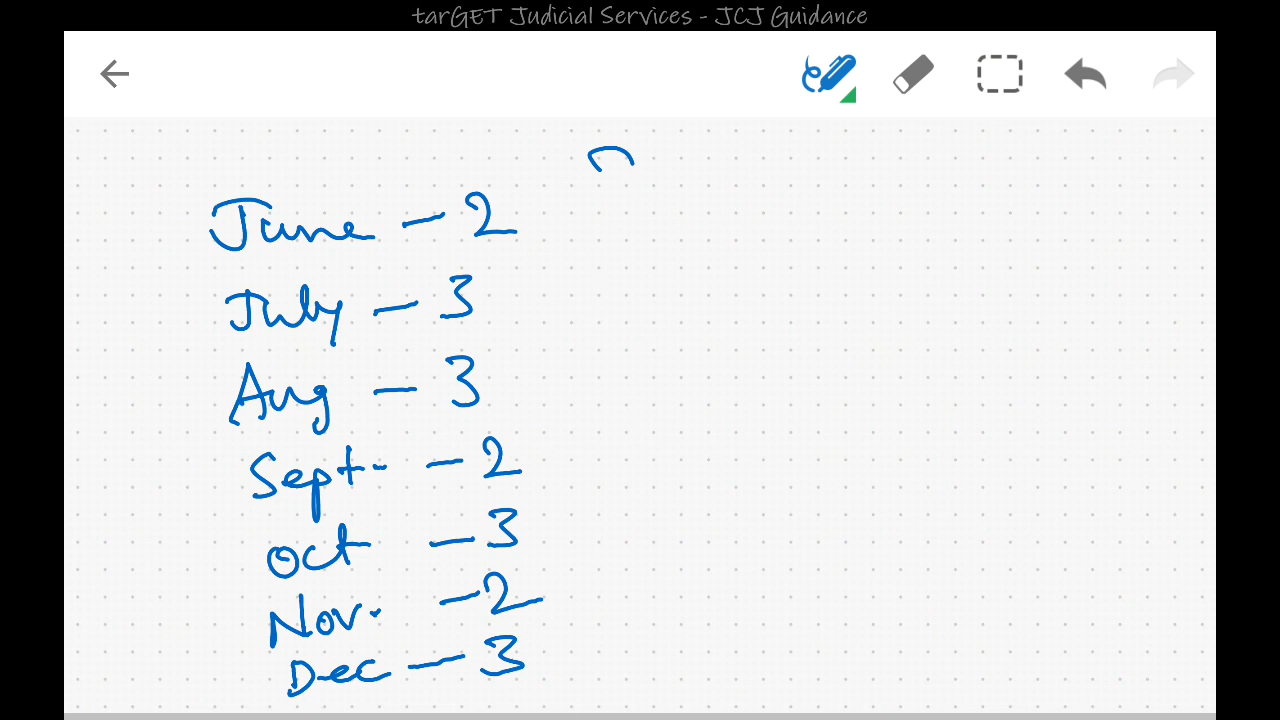 tarGET Judicial Services - JCJ Guidance
June - 2
July - 3
Aug - 3
Sept. - 2
Oct - 3
Nov. - 2
Dec - 3